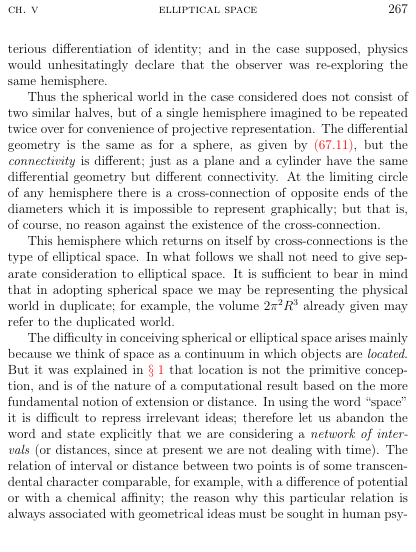 CH. V ELLIPTICAL SPACE 267
terious differentiation of identity; and in the case supposed, physics
would unhesitatingly declare that the observer was re-exploring the
same hemisphere.
Thus the spherical world in the case considered does not consist of
two similar halves, but of a single hemisphere imagined to be repeated
twice over for convenience of projective representation. The differential
geometry is the same as for a sphere, as given by (67.11), but the
connectivity is different; just as a plane and a cylinder have the same
differential geometry but different connectivity. At the limiting circle
of any hemisphere there is a cross-connection of opposite ends of the
diameters which it is impossible to represent graphically; but that is,
of course, no reason against the existence of the cross-connection.
This hemisphere which returns on itself by cross-connections is the
type of elliptical space. In what follows we shall not need to give sep-
arate consideration to elliptical space. It is sufficient to bear in mind
that in adopting spherical space we may be representing the physical
world in duplicate; for example, the volume 2π²R³ already given may
refer to the duplicated world.
The difficulty in conceiving spherical or elliptical space arises mainly
because we think of space as a continuum in which objects are located.
But it was explained in § 1 that location is not the primitive concep-
tion, and is of the nature of a computational result based on the more
fundamental notion of extension or distance. In using the word “space”
it is difficult to repress irrelevant ideas; therefore let us abandon the
word and state explicitly that we are considering a network of inter-
vals (or distances, since at present we are not dealing with time). The
relation of interval or distance between two points is of some transcen-
dental character comparable, for example, with a difference of potential
or with a chemical affinity; the reason why this particular relation is
always associated with geometrical ideas must be sought in human psy-